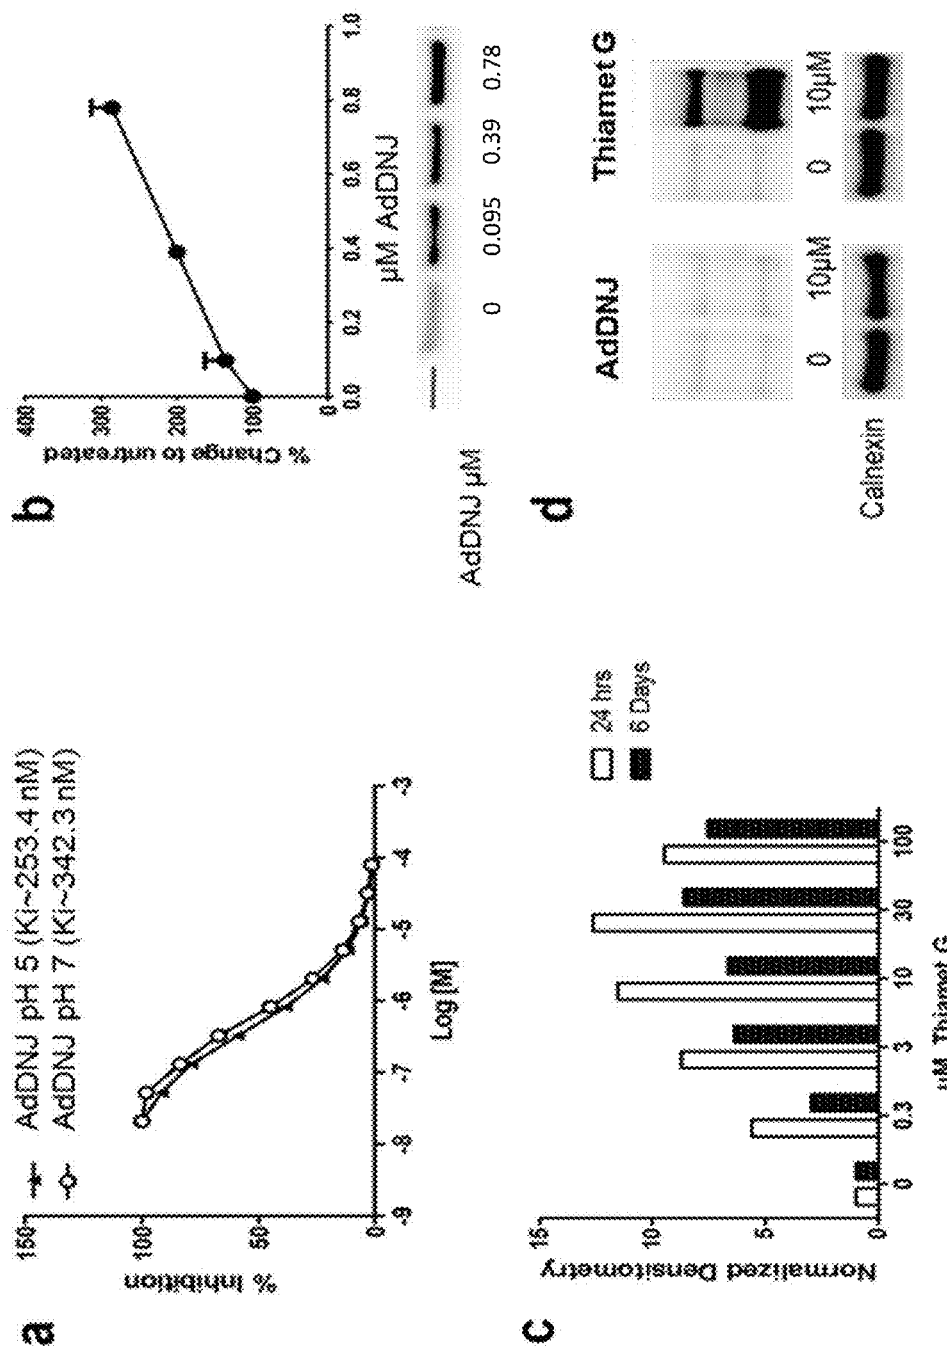 a
AdDNJ pH 5 (Ki~253.4 nM)
AdDNJ pH 7 (Ki~342.3 nM)
% Inhibition
150
100
50
0
-9 -8 -7 -6 -5 -4 -3
Log [M]
b
% Change to untreated
400
300
200
100
0
0.0 0.2 0.4 0.6 0.8 1.0
µM AdDNJ
AdDNJ µM
0 0.095 0.39 0.78
c
Normalized Densitometry
15
10
5
0
24 hrs
6 Days
0 0.3 3 10 30 100
µM Thiamet G
d
AdDNJ Thiamet G
0 10µM 0 10µM
Calnexin